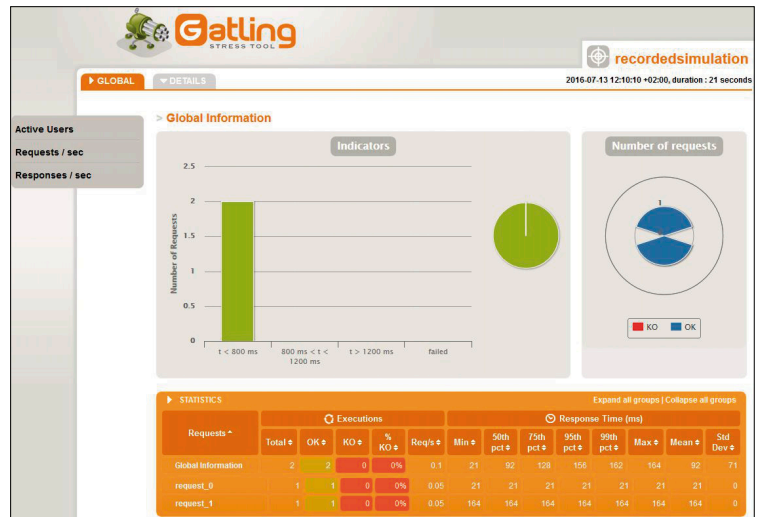 Gatling
STRESS TOOL
recordedsimulation
GLOBAL
DETAILS
2016-07-13 12:10:10 +02:00, duration : 21 seconds
Active Users
Requests / sec
Responses / sec
> Global Information
Indicators
Number of Requests
2.5
2
1.5
1
0.5
0
t < 800 ms
800 ms < t < 1200 ms
t > 1200 ms
failed
Number of requests
1
KO
OK
STATISTICS
Expand all groups | Collapse all groups
Requests
Executions
Response Time (ms)
Total OK KO % KO Req/s Min 50th pct 75th pct 95th pct 99th pct Max Mean Std Dev
Global Information 2 2 0 0% 0.1 21 92 128 156 162 164 92 71
request_0 1 1 0 0% 0.05 21 21 21 21 21 21 21 0
request_1 1 1 0 0% 0.05 164 164 164 164 164 164 164 0